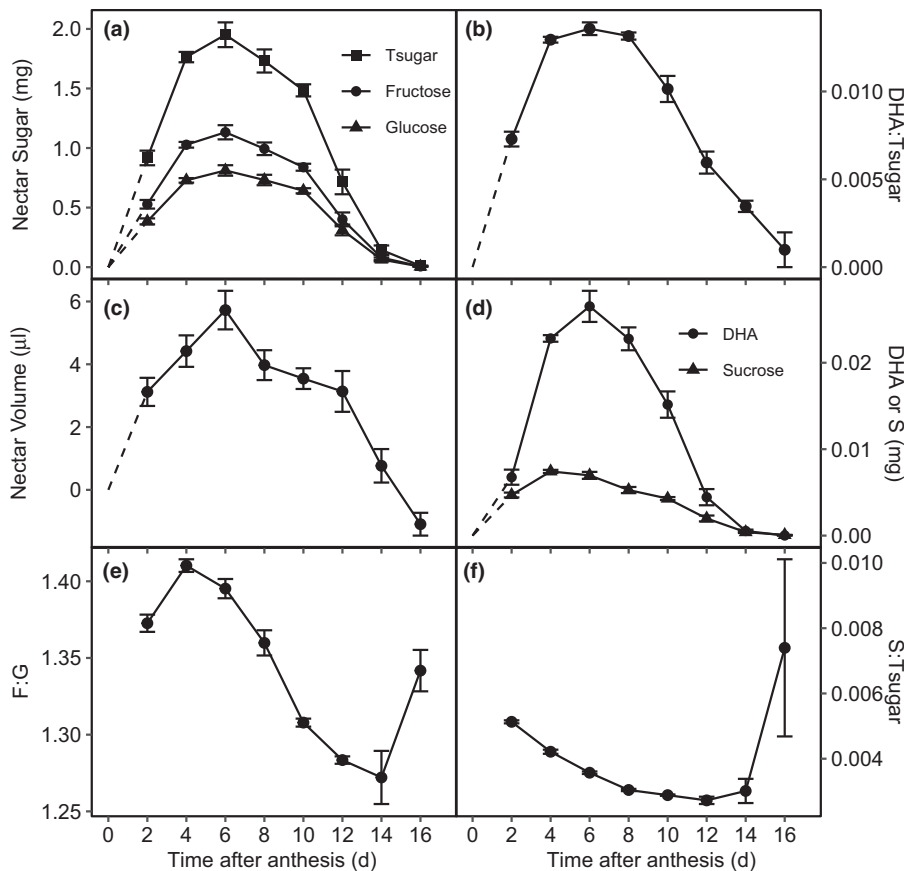 (a)
Tsugar
Fructose
Glucose
Nectar Sugar (mg)
2.0
1.5
1.0
0.5
0.0
(b)
DHA:Tsugar
0.010
0.005
0.000
(c)
Nectar Volume (µl)
6
4
2
0
(d)
DHA
Sucrose
DHA or S (mg)
0.02
0.01
0.00
(e)
F:G
1.40
1.35
1.30
1.25
0 2 4 6 8 10 12 14 16
Time after anthesis (d)
(f)
S:Tsugar
0.010
0.008
0.006
0.004
0 2 4 6 8 10 12 14 16
Time after anthesis (d)